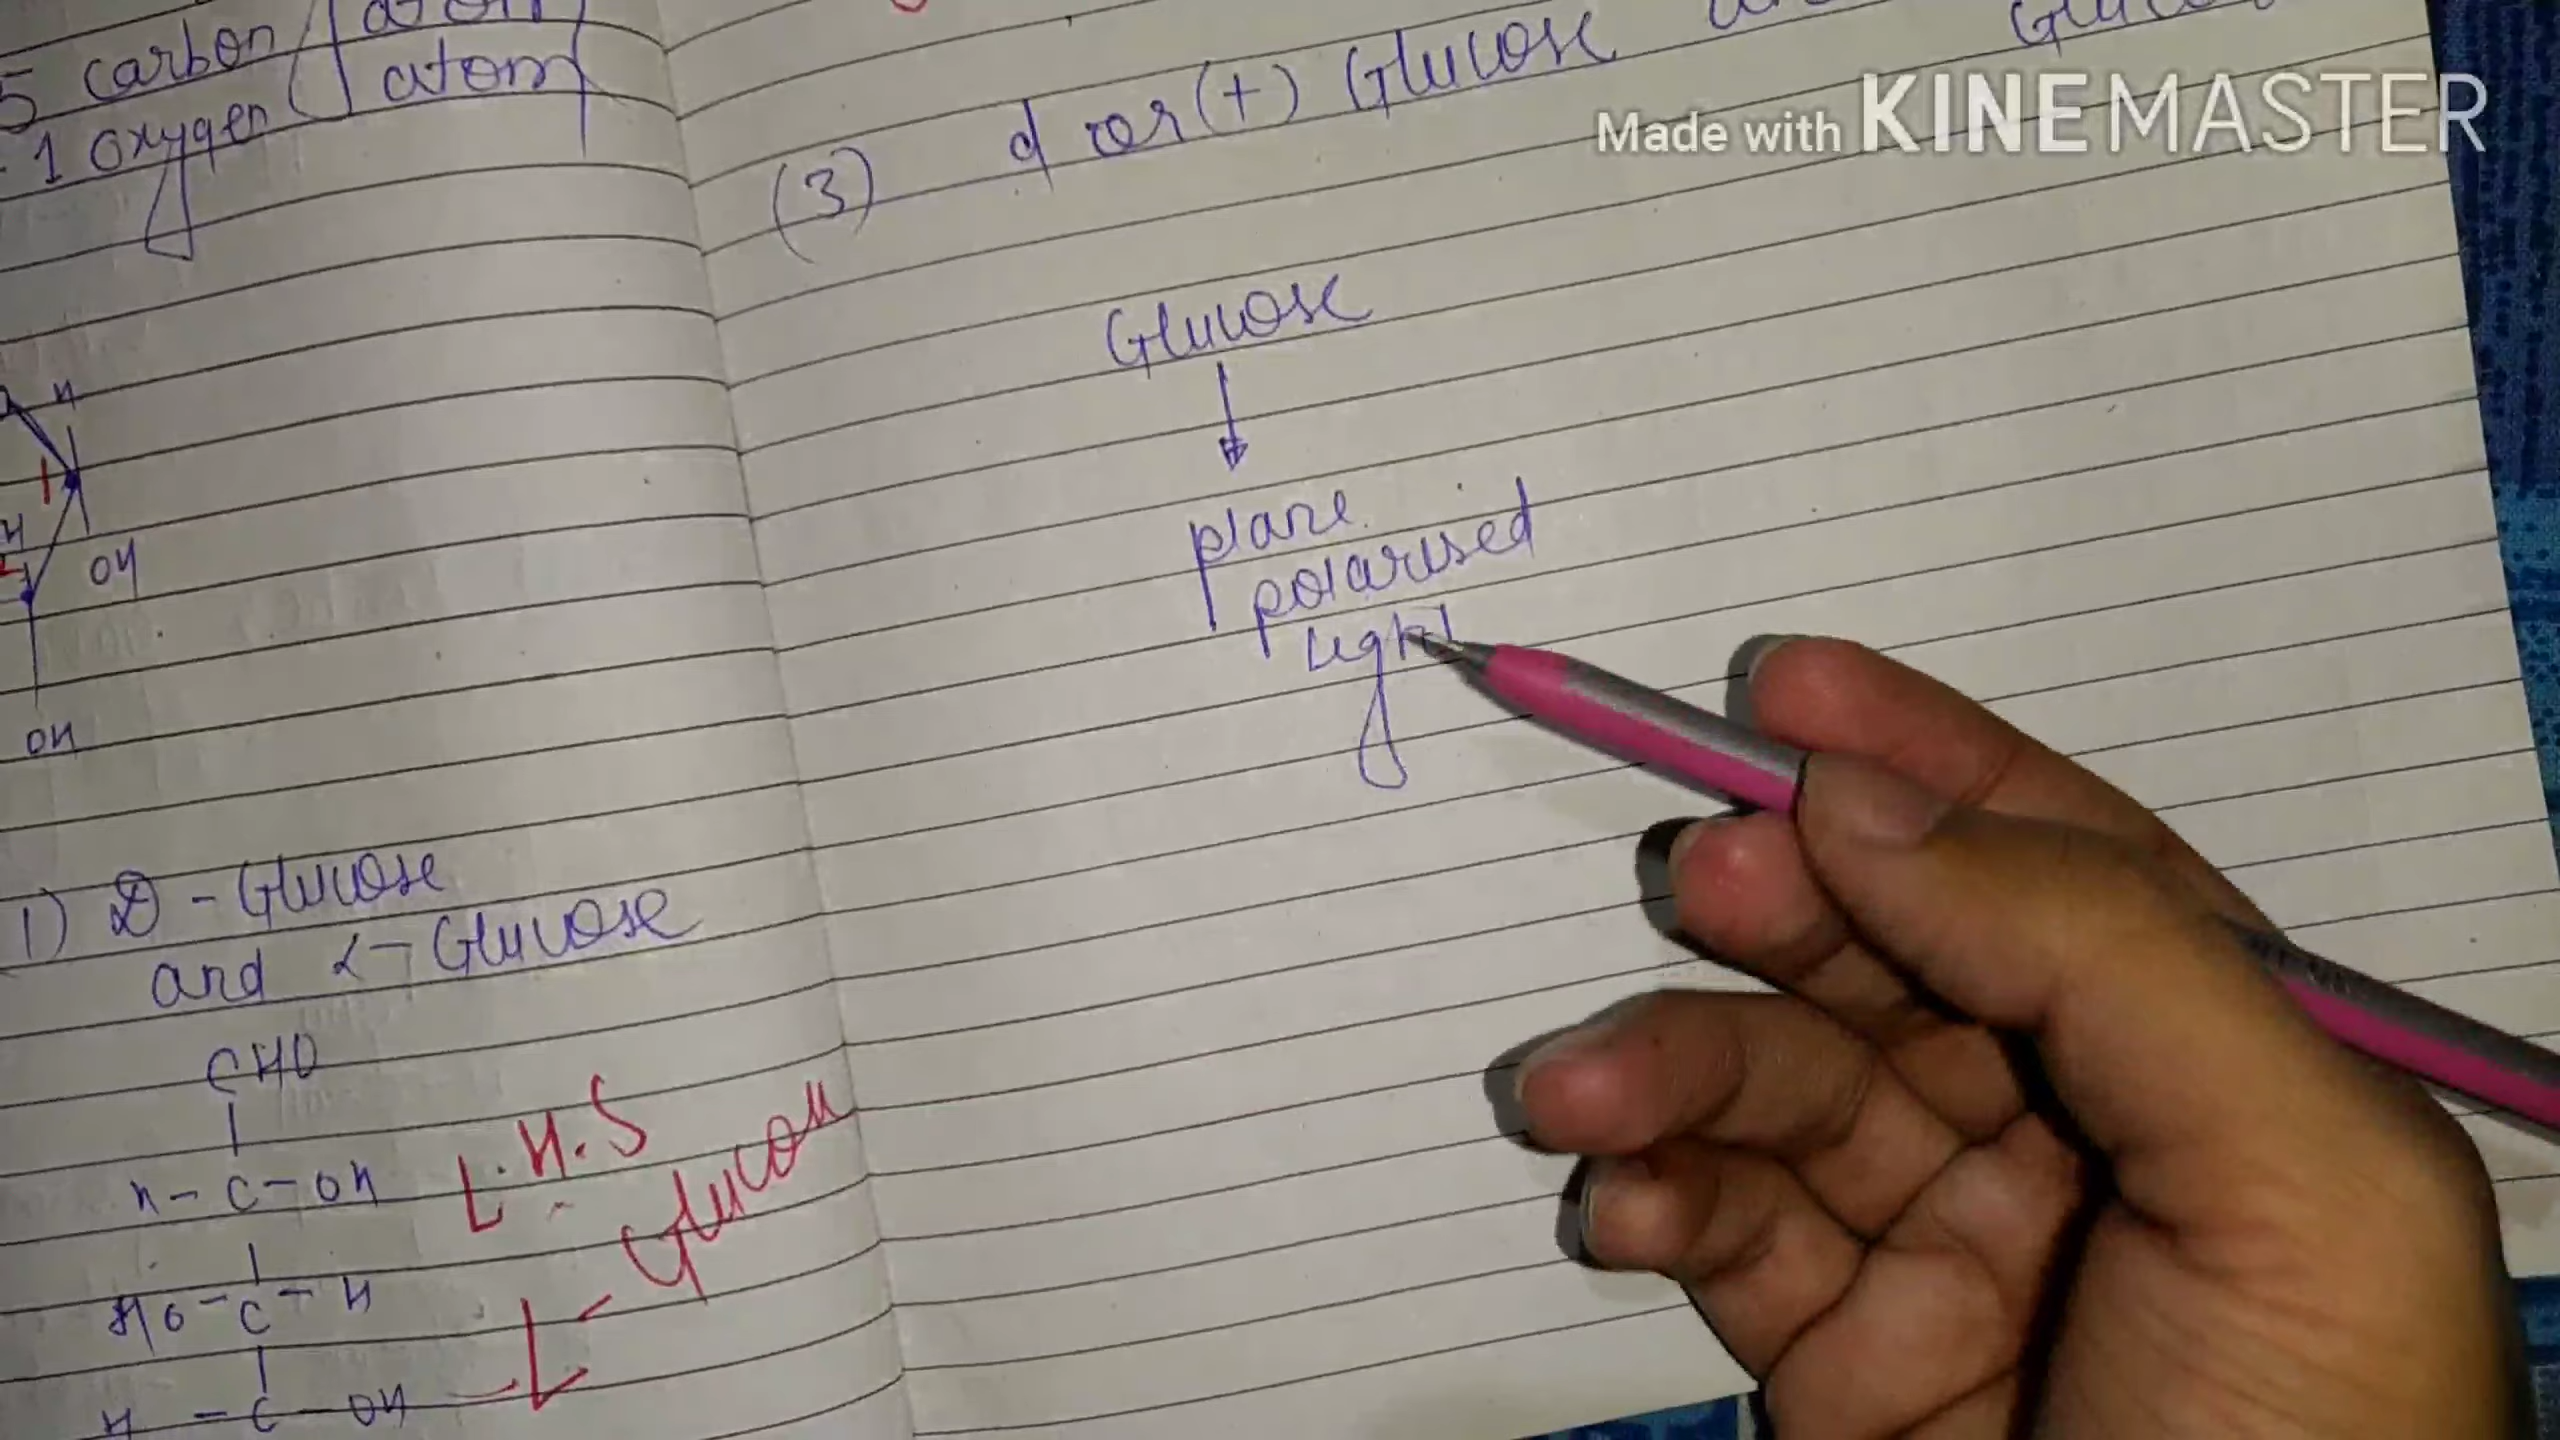 5 carbon
atom
1 oxygen
atom
H
1
OH
OH
1) D - Glucose
and L - Glucose
CHO
H - C - OH
HO - C - H
H - C - OH
L.H.S
L - Glucose
(3) d or (+) Glucose
Glucose
plane
polarised
light
Made with KINEMASTER